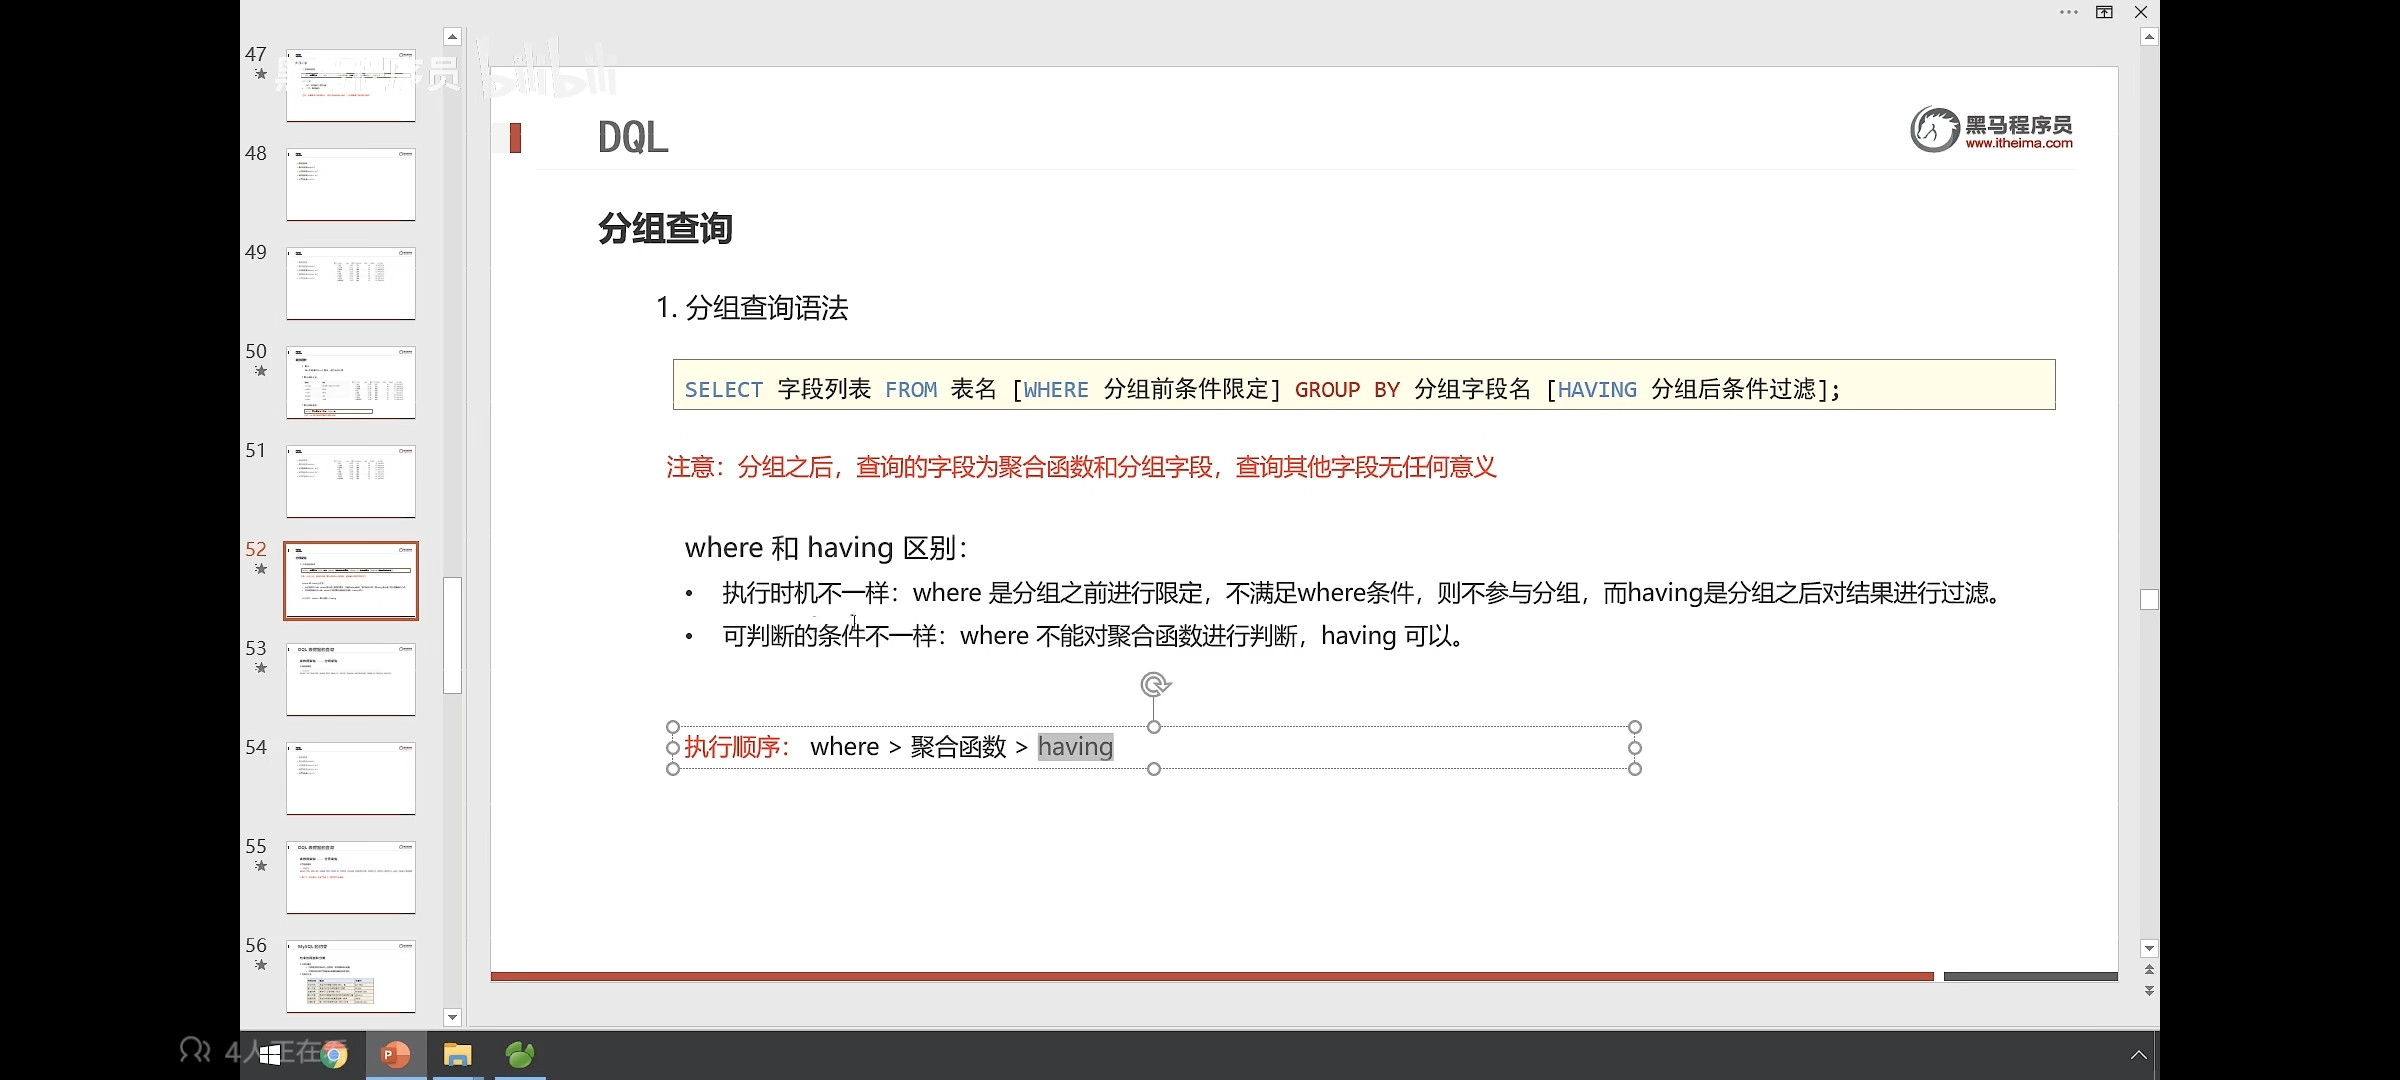 47
48
49
50
51
52
53
54
55
56
bilibili
DQL
黑马程序员
www.itheima.com
分组查询
1. 分组查询语法
SELECT 字段列表 FROM 表名 [WHERE 分组前条件限定] GROUP BY 分组字段名 [HAVING 分组后条件过滤];
注意：分组之后，查询的字段为聚合函数和分组字段，查询其他字段无任何意义
where 和 having 区别：
• 执行时机不一样：where 是分组之前进行限定，不满足where条件，则不参与分组，而having是分组之后对结果进行过滤。
• 可判断的条件不一样：where 不能对聚合函数进行判断，having 可以。
执行顺序： where > 聚合函数 > having
4人正在看